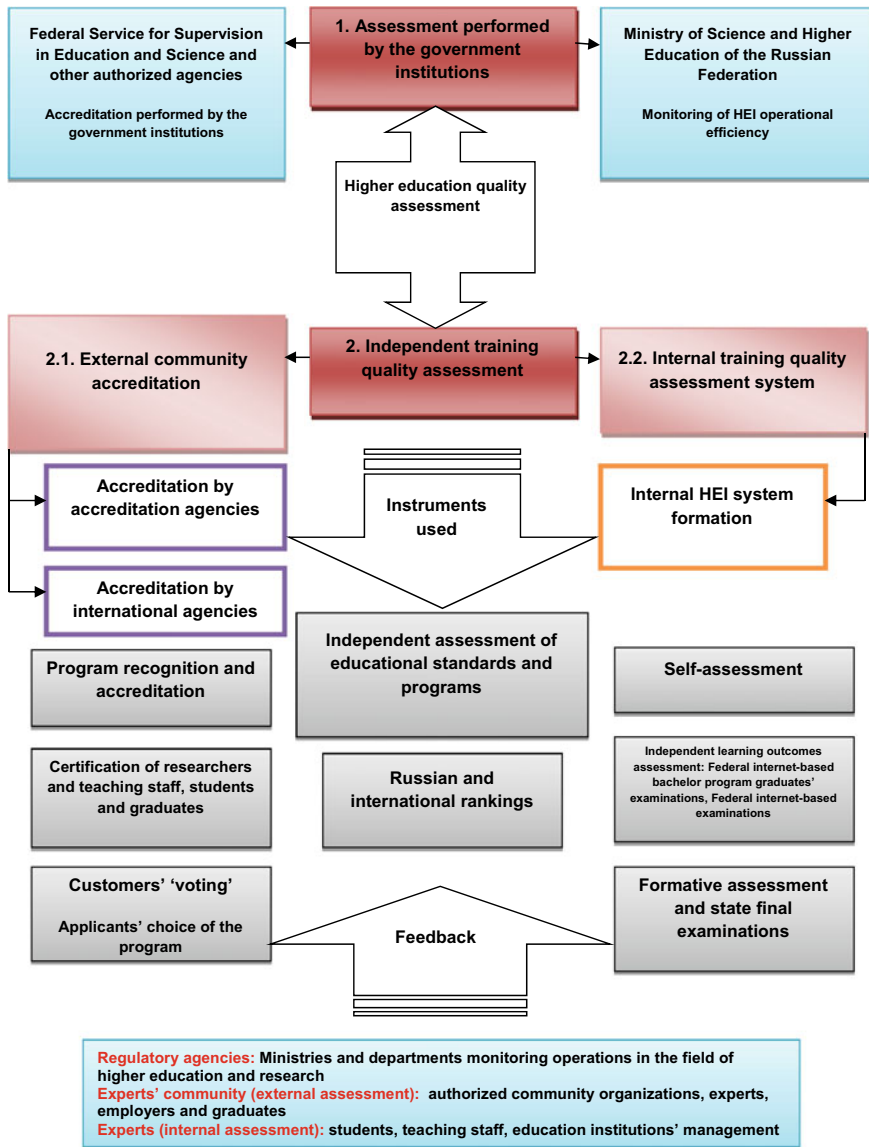 Federal Service for Supervision
in Education and Science and
other authorized agencies
Accreditation performed by the
government institutions
1. Assessment performed
by the government
institutions
Ministry of Science and Higher
Education of the Russian
Federation
Monitoring of HEI operational
efficiency
Higher education quality
assessment
2.1. External community
accreditation
2. Independent training
quality assessment
2.2. Internal training quality
assessment system
Accreditation by
accreditation agencies
Instruments
used
Internal HEI system
formation
Accreditation by
international agencies
Program recognition and
accreditation
Independent assessment of
educational standards and
programs
Self-assessment
Certification of researchers
and teaching staff, students
and graduates
Russian and
international rankings
Independent learning outcomes
assessment: Federal internet-based
bachelor program graduates’
examinations, Federal internet-based
examinations
Customers’ ‘voting’
Applicants’ choice of the
program
Feedback
Formative assessment
and state final
examinations
Regulatory agencies: Ministries and departments monitoring operations in the field of
higher education and research
Experts’ community (external assessment): authorized community organizations, experts,
employers and graduates
Experts (internal assessment): students, teaching staff, education institutions’ management